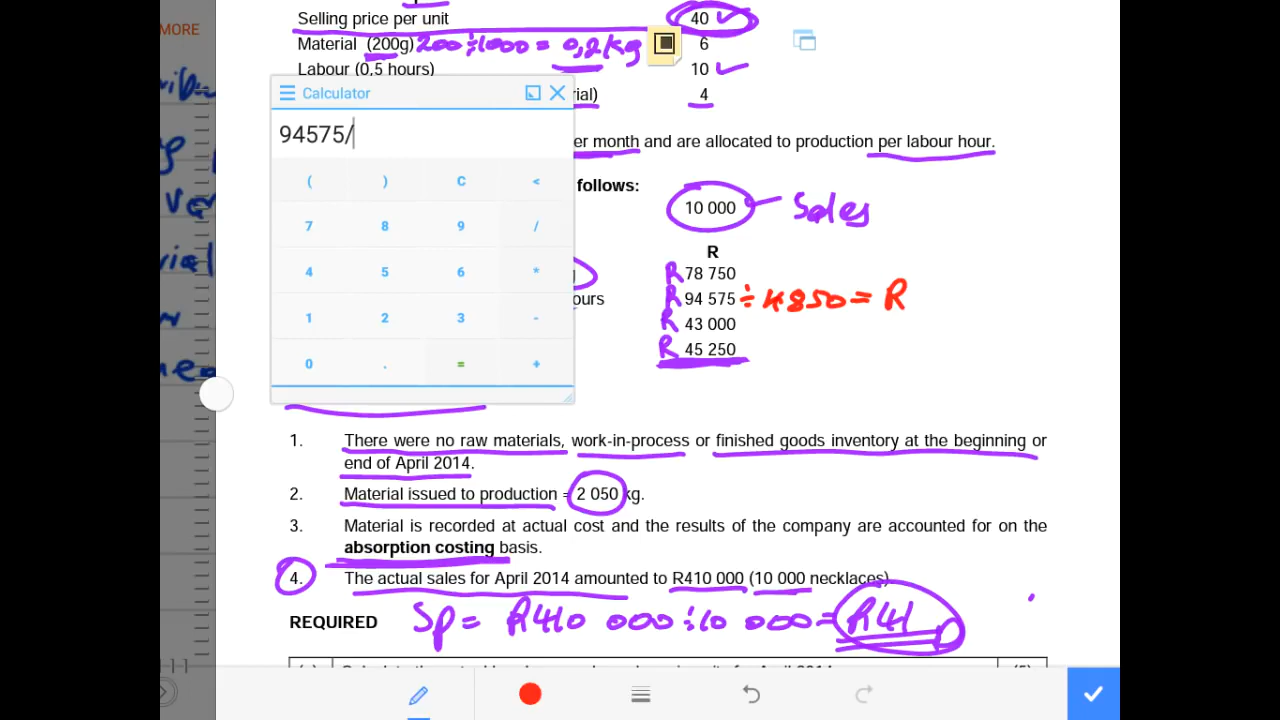 MORE
Selling price per unit 40
Material (200g) 200÷1000 = 0,2kg 6
Labour (0,5 hours) 10
rial) 4
er month and are allocated to production per labour hour.
follows:
10 000 Sales
R
R 78 750
ours R 94 575 ÷ 4850 = R
R 43 000
R 45 250
Calculator
94575/
( ) C <
7 8 9 /
4 5 6 *
1 2 3 -
0 . = +
1. There were no raw materials, work-in-process or finished goods inventory at the beginning or
end of April 2014.
2. Material issued to production = 2 050 kg.
3. Material is recorded at actual cost and the results of the company are accounted for on the
absorption costing basis.
4. The actual sales for April 2014 amounted to R410 000 (10 000 necklaces).
REQUIRED Sp = R410 000 ÷ 10 000 = R41